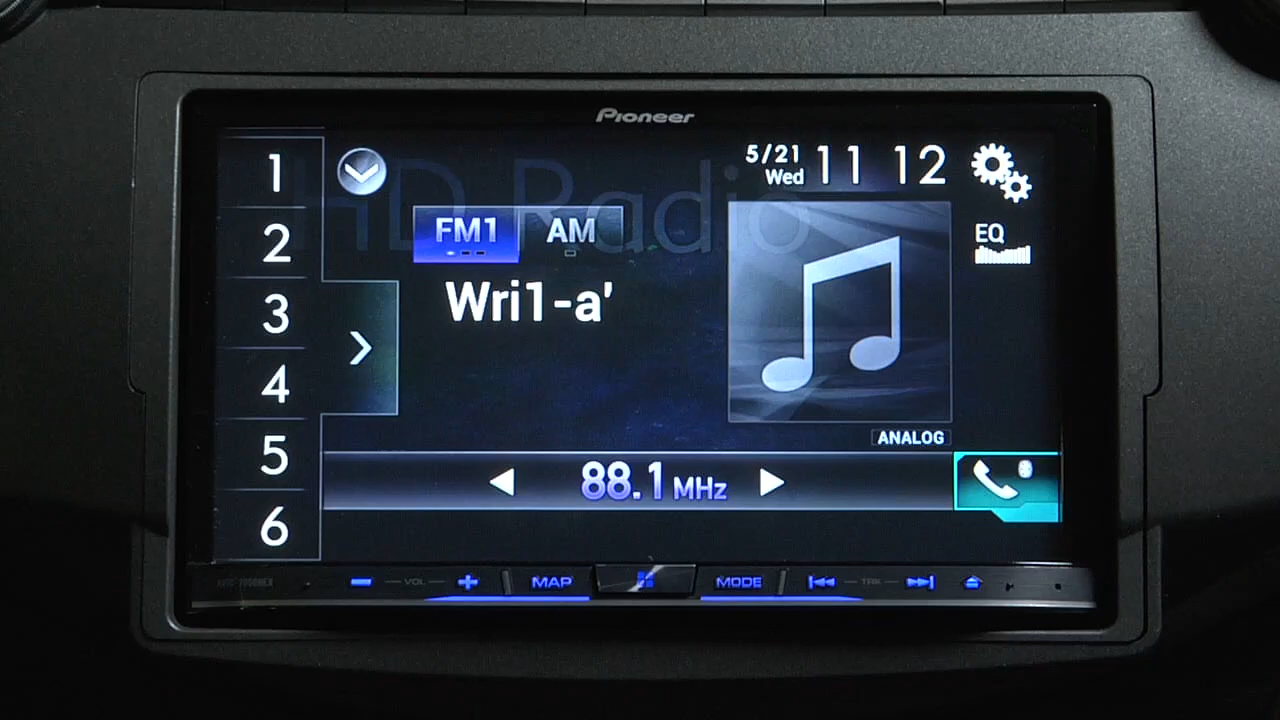 Pioneer
HD Radio
5/21
Wed
11 12
1
2
3
4
5
6
FM1
AM
EQ
Wri1-a'
ANALOG
88.1 MHz
VOL
MAP
MODE
TRK